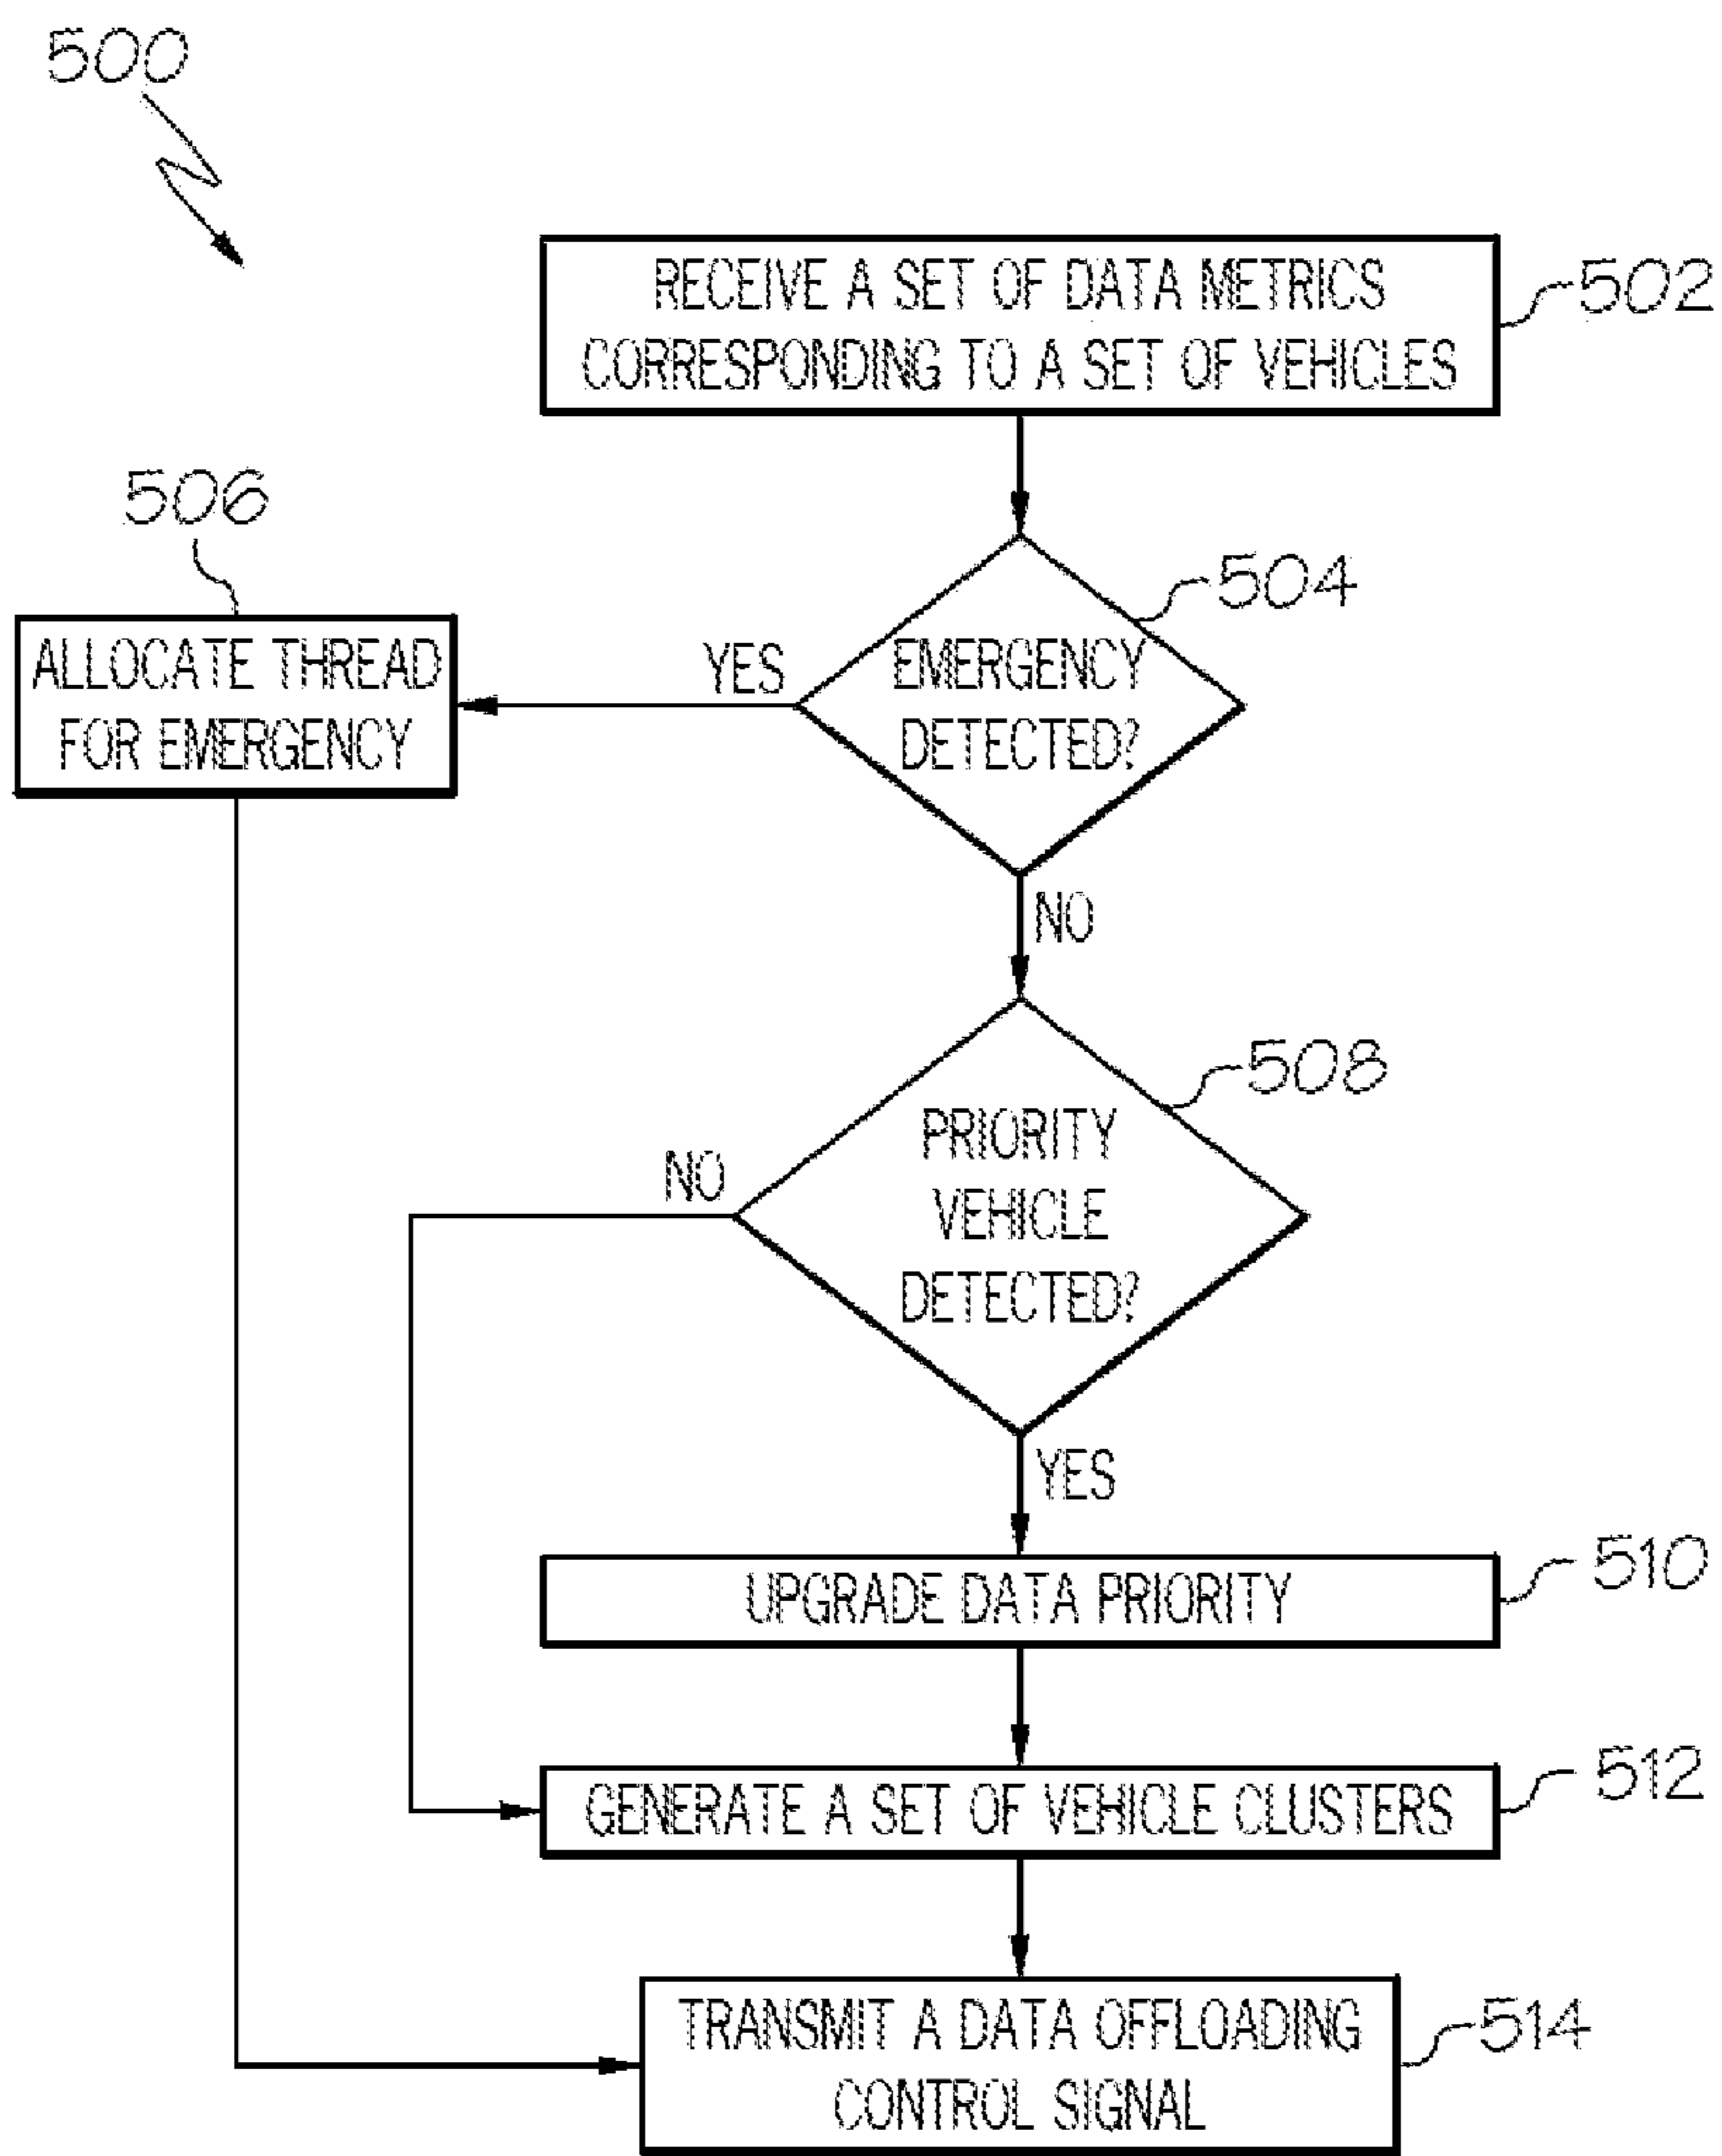 500
RECEIVE A SET OF DATA METRICS
CORRESPONDING TO A SET OF VEHICLES
502
506
504
ALLOCATE THREAD
FOR EMERGENCY
YES
EMERGENCY
DETECTED?
NO
508
PRIORITY
VEHICLE
DETECTED?
NO
YES
UPGRADE DATA PRIORITY
510
GENERATE A SET OF VEHICLE CLUSTERS
512
TRANSMIT A DATA OFFLOADING
CONTROL SIGNAL
514